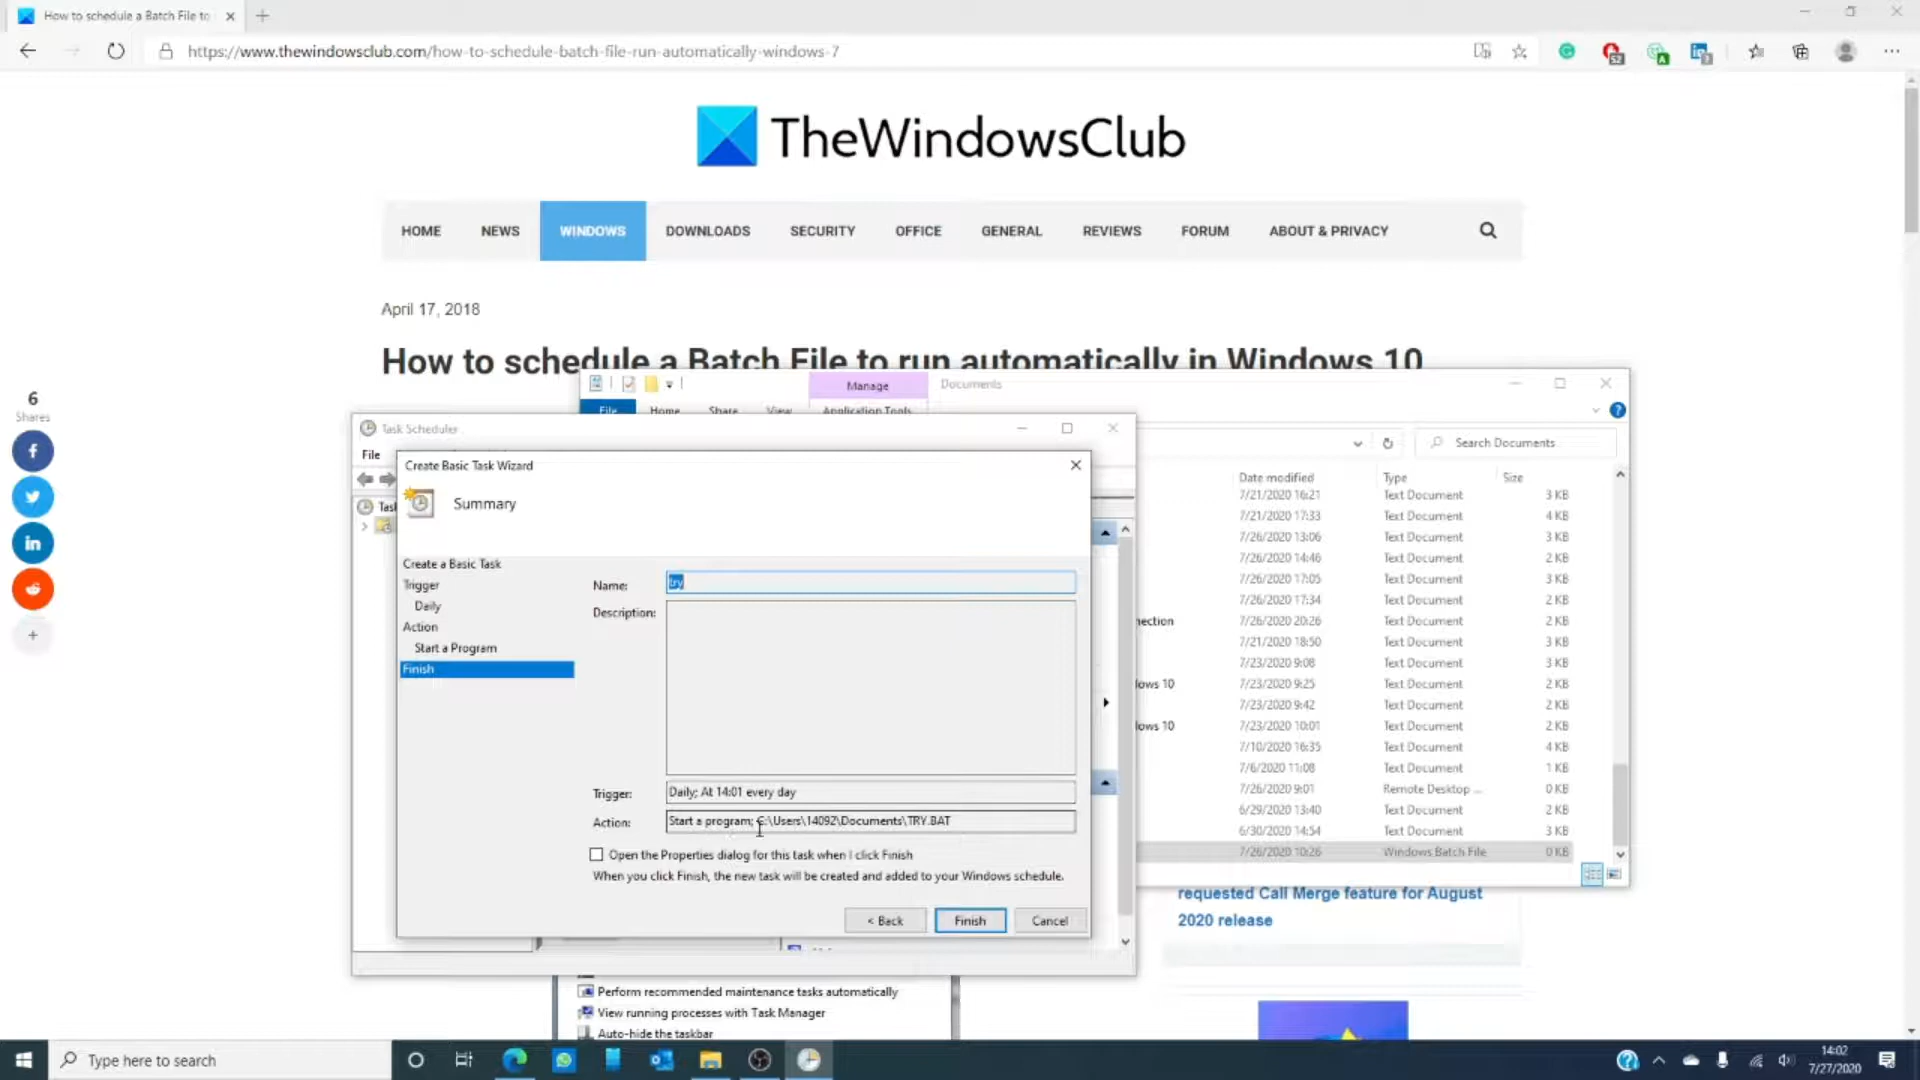 How to schedule a Batch File to
https://www.thewindowsclub.com/how-to-schedule-batch-file-run-automatically-windows-7
TheWindowsClub
HOME NEWS WINDOWS DOWNLOADS SECURITY OFFICE GENERAL REVIEWS FORUM ABOUT & PRIVACY
April 17, 2018
How to schedule a Batch File to run automatically in Windows 10
6
Shares
Manage Documents
File Home Share View Application Tools
Search Documents
Date modified Type Size
7/21/2020 16:21 Text Document 3 KB
7/21/2020 17:33 Text Document 4 KB
7/26/2020 13:06 Text Document 3 KB
7/26/2020 14:46 Text Document 2 KB
7/26/2020 17:05 Text Document 3 KB
7/26/2020 17:34 Text Document 2 KB
nection 7/26/2020 20:26 Text Document 2 KB
7/21/2020 18:50 Text Document 3 KB
7/23/2020 9:08 Text Document 3 KB
lows 10 7/23/2020 9:25 Text Document 2 KB
7/23/2020 9:42 Text Document 2 KB
lows 10 7/23/2020 10:01 Text Document 2 KB
7/10/2020 16:35 Text Document 4 KB
7/6/2020 11:08 Text Document 1 KB
7/26/2020 9:01 Remote Desktop ... 0 KB
6/29/2020 13:40 Text Document 2 KB
6/30/2020 14:54 Text Document 3 KB
7/26/2020 10:26 Windows Batch File 0 KB
Task Scheduler
File
Task
Create Basic Task Wizard
Summary
Create a Basic Task
Trigger
Daily
Action
Start a Program
Finish
Name: try
Description:
Trigger: Daily; At 14:01 every day
Action: Start a program; C:\Users\14092\Documents\TRY.BAT
Open the Properties dialog for this task when I click Finish
When you click Finish, the new task will be created and added to your Windows schedule.
< Back Finish Cancel
requested Call Merge feature for August
2020 release
Perform recommended maintenance tasks automatically
View running processes with Task Manager
Auto-hide the taskbar
Type here to search
14:02
7/27/2020